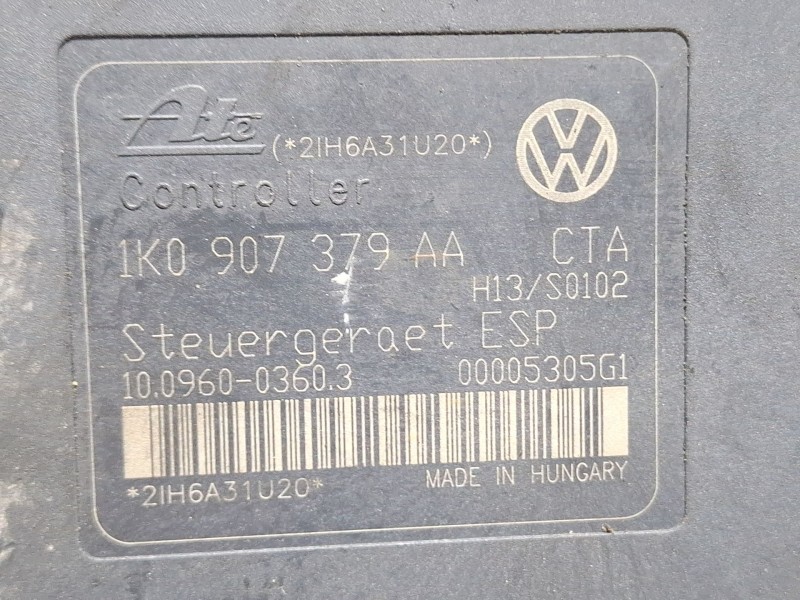 Ate (*2IH6A31U20*)
Controller
1K0 907 379 AA CTA
H13/S0102
Steuergeraet ESP
10.0960-0360.3 00005305G1
MADE IN HUNGARY
*2IH6A31U20*